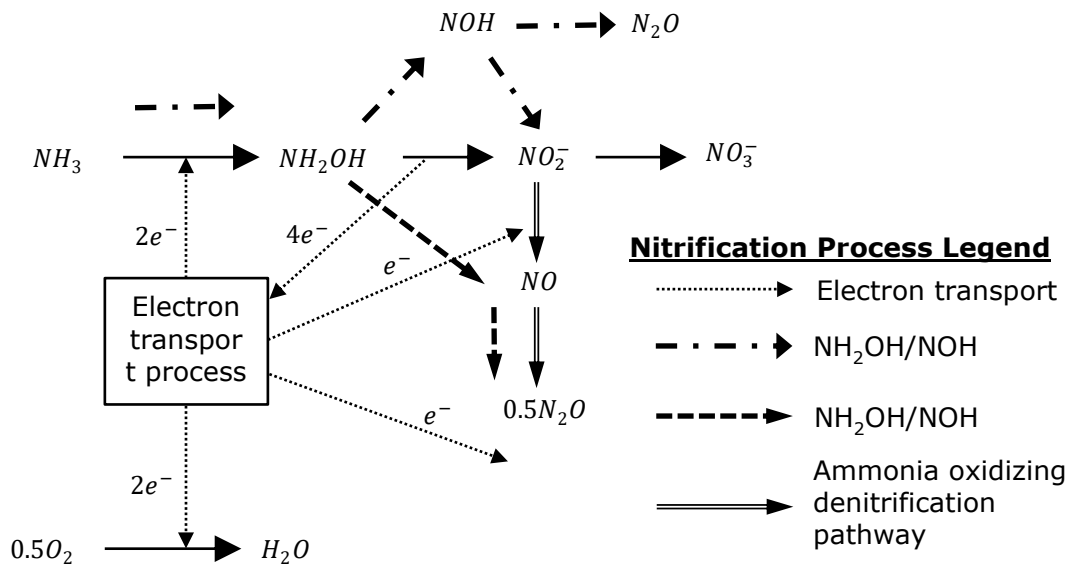 NOH
N₂O
NH₃
NH₂OH
NO₂⁻
NO₃⁻
2e⁻
4e⁻
e⁻
NO
Electron
transpor
t process
0.5N₂O
e⁻
2e⁻
0.5O₂
H₂O
Nitrification Process Legend
Electron transport
NH₂OH/NOH
NH₂OH/NOH
Ammonia oxidizing
denitrification
pathway